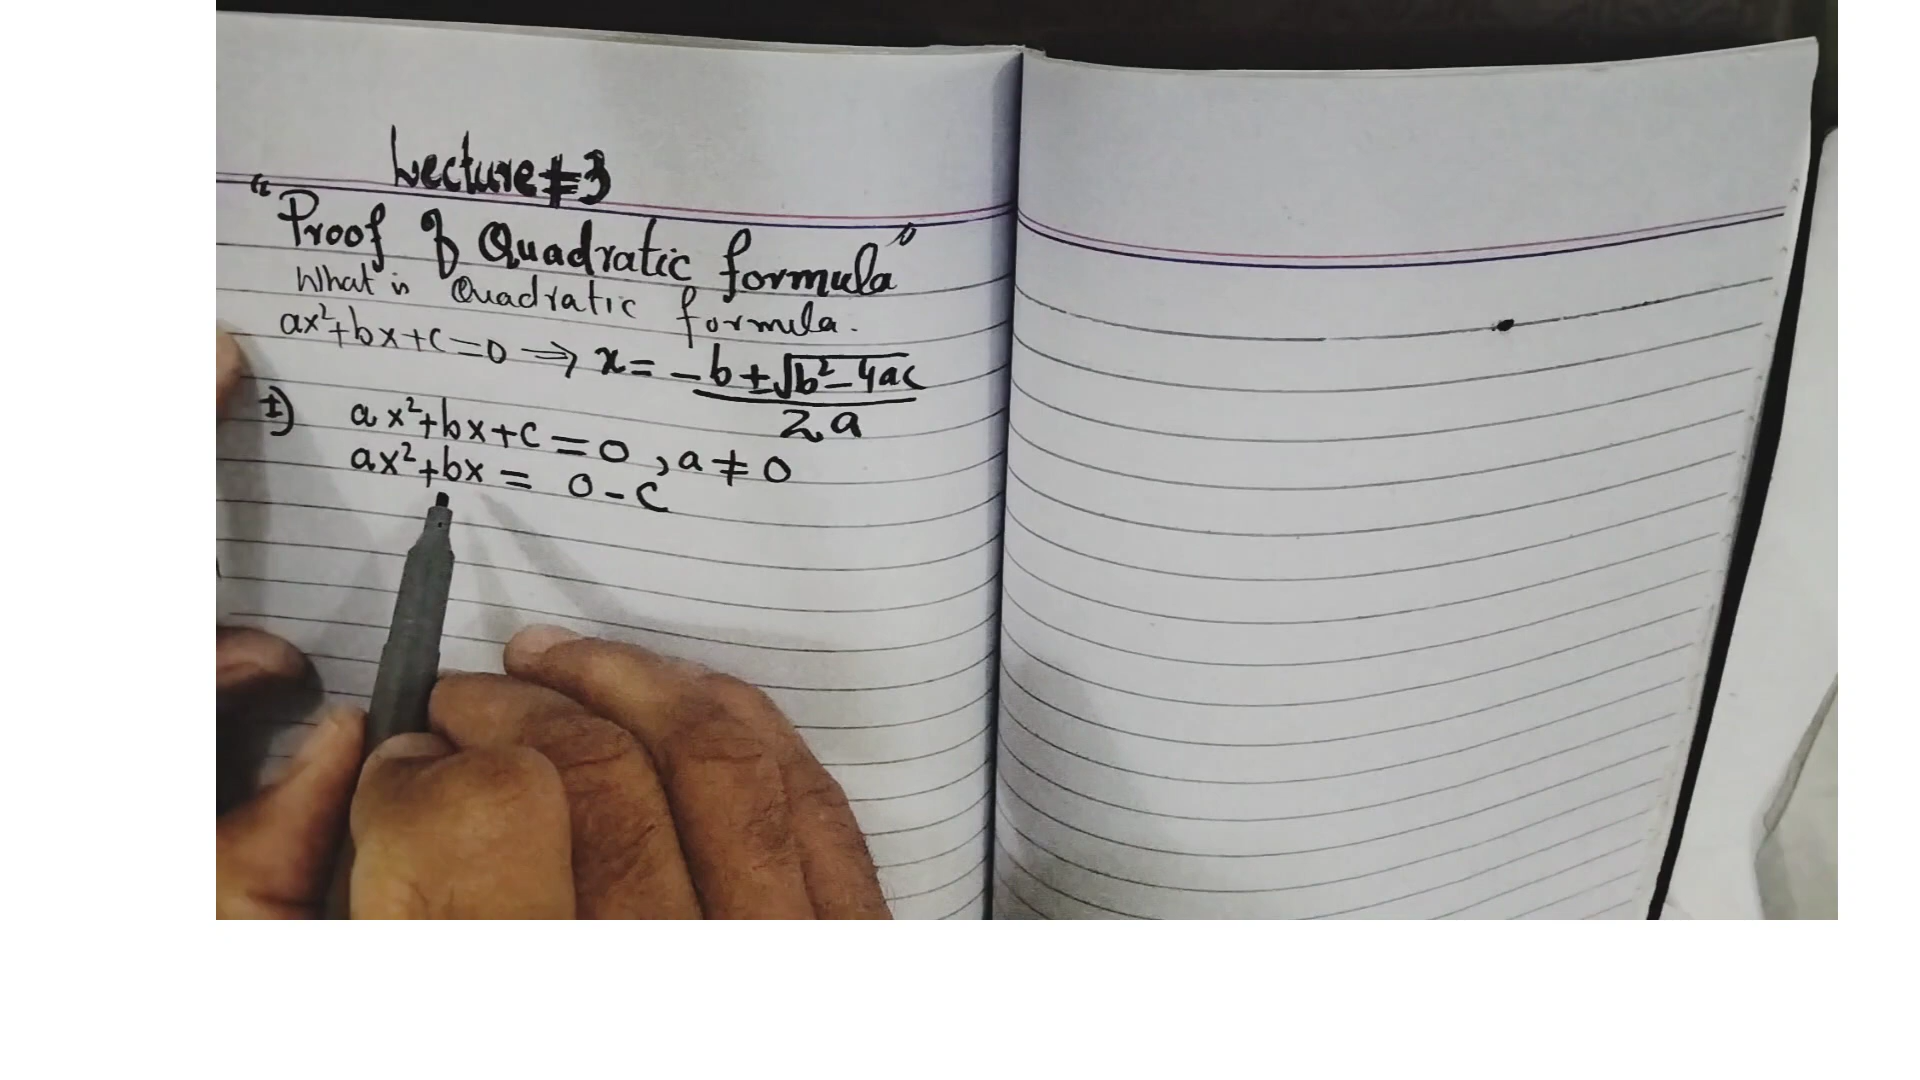 Lecture # 3
"Proof of Quadratic formula"
What is Quadratic formula.
ax²+bx+c=0 ⇒ x = -b±√b²-4ac / 2a
I) ax²+bx+c=0, a≠0
ax²+bx = 0-c